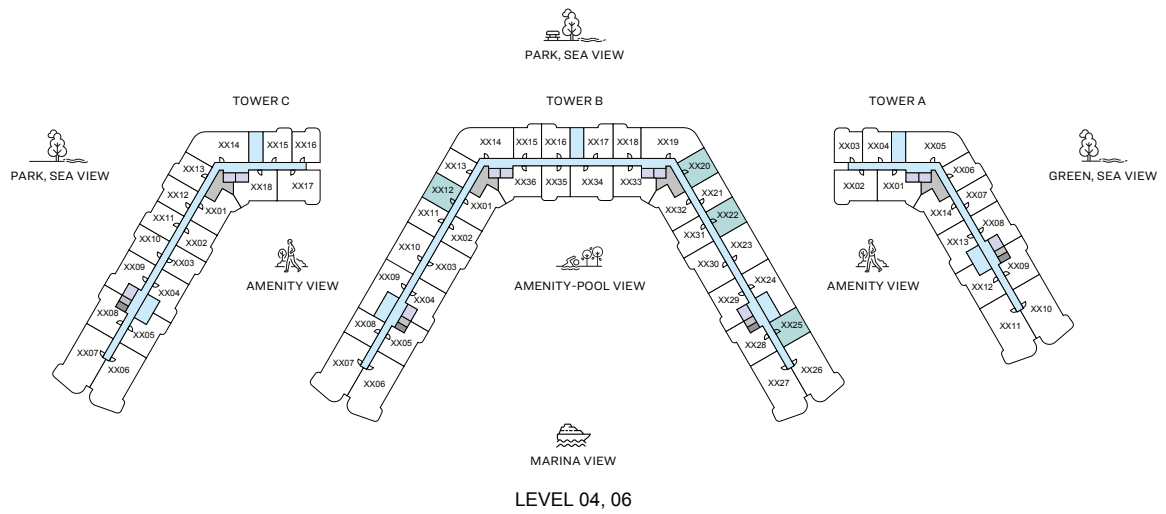 PARK, SEA VIEW
TOWER C
TOWER B
TOWER A
PARK, SEA VIEW
GREEN, SEA VIEW
XX14
XX15
XX16
XX13
XX18
XX17
XX12
XX01
XX11
XX02
XX10
XX03
XX09
XX04
XX08
XX05
XX07
XX06
AMENITY VIEW
XX14
XX15
XX16
XX17
XX18
XX19
XX13
XX36
XX35
XX34
XX33
XX20
XX12
XX01
XX32
XX21
XX11
XX02
XX31
XX22
XX10
XX03
XX30
XX23
XX09
XX04
XX29
XX24
XX08
XX05
XX28
XX25
XX07
XX06
XX27
XX26
AMENITY-POOL VIEW
AMENITY VIEW
XX03
XX04
XX05
XX02
XX01
XX06
XX14
XX07
XX13
XX08
XX12
XX09
XX11
XX10
MARINA VIEW
LEVEL 04, 06